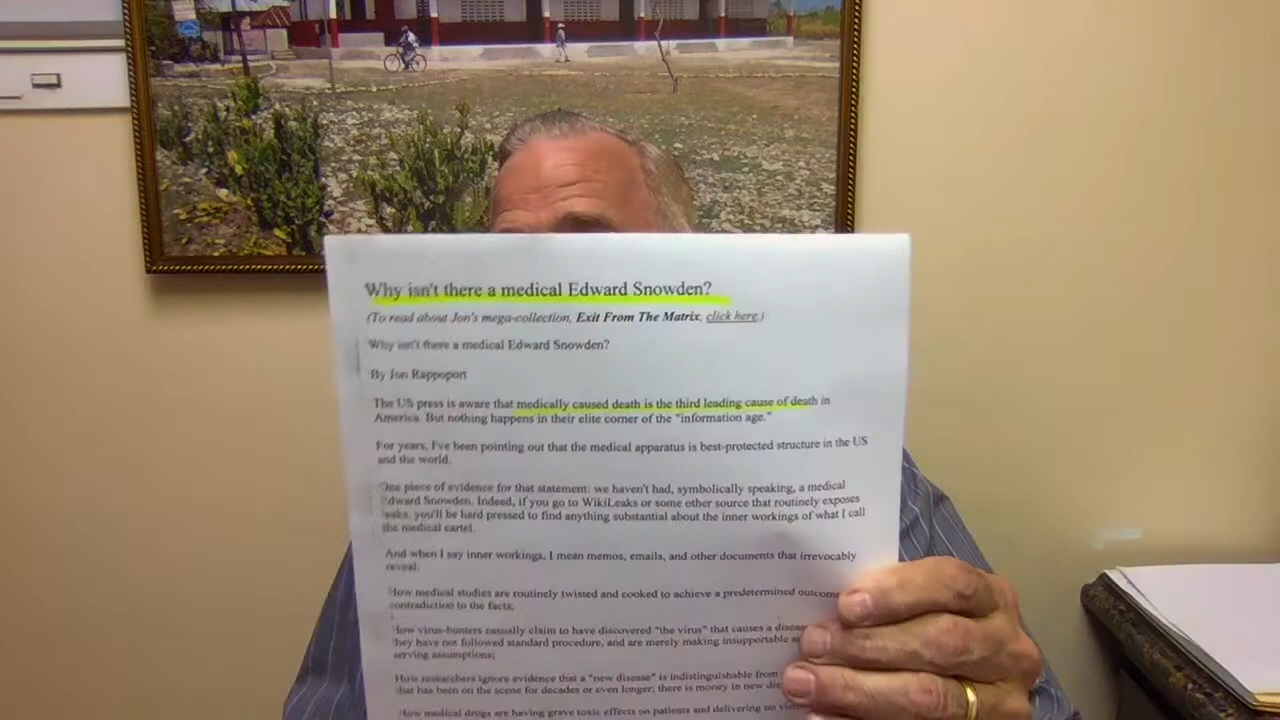 Why isn't there a medical Edward Snowden?
(To read about Jon's mega-collection, Exit From The Matrix, click here.)
Why isn't there a medical Edward Snowden?
By Jon Rappoport
The US press is aware that medically caused death is the third leading cause of death in
America. But nothing happens in their elite corner of the "information age."
For years, I've been pointing out that the medical apparatus is best-protected structure in the US
and the world.
One piece of evidence for that statement: we haven't had, symbolically speaking, a medical
Edward Snowden. Indeed, if you go to WikiLeaks or some other source that routinely exposes
leaks, you'll be hard pressed to find anything substantial about the inner workings of what I call
the medical cartel.
And when I say inner workings, I mean memos, emails, and other documents that irrevocably
reveal:
How medical studies are routinely twisted and cooked to achieve a predetermined outcome
contradiction to the facts;
How virus-hunters casually claim to have discovered "the virus" that causes a
they have not followed standard procedure, and are merely making insupportable
serving assumptions;
How researchers ignore evidence that a "new disease" is indistinguishable from
that has been on the scene for decades or even longer; there is money in new
How medical drugs are having grave toxic effects on patients and delivering no